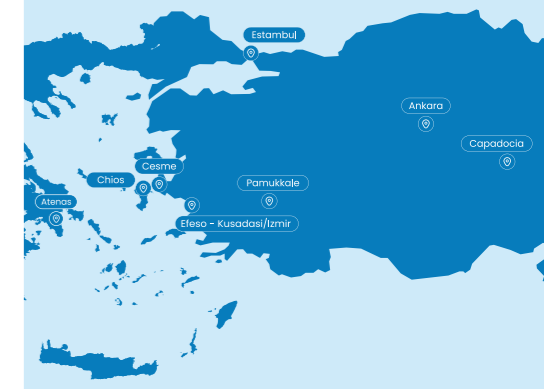 Estambul
Ankara
Capadocia
Cesme
Chios
Pamukkale
Atenas
Efeso - Kusadasi/Izmir